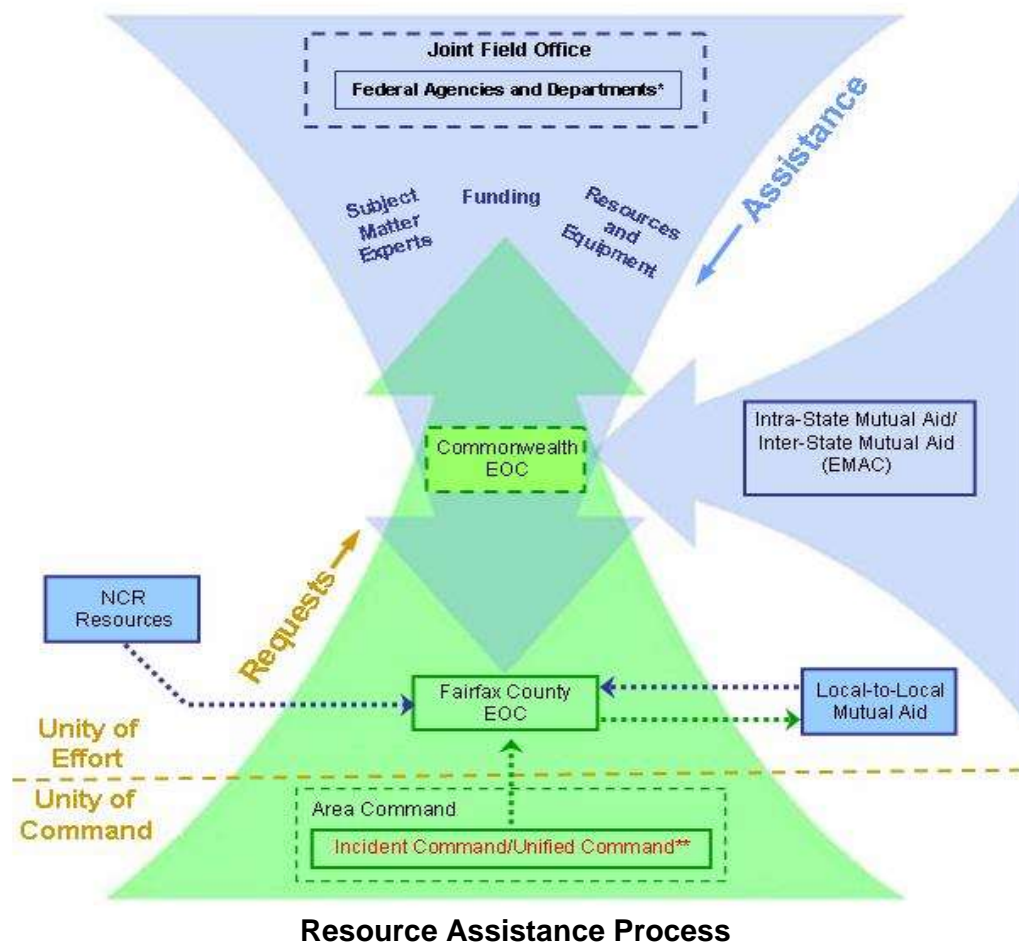 Joint Field Office
Federal Agencies and Departments*
Assistance
Subject
Matter
Experts
Funding
Resources
and
Equipment
Intra-State Mutual Aid/
Inter-State Mutual Aid
(EMAC)
Commonwealth
EOC
Requests
NCR
Resources
Fairfax County
EOC
Local-to-Local
Mutual Aid
Unity of
Effort
Unity of
Command
Area Command
Incident Command/Unified Command**
Resource Assistance Process